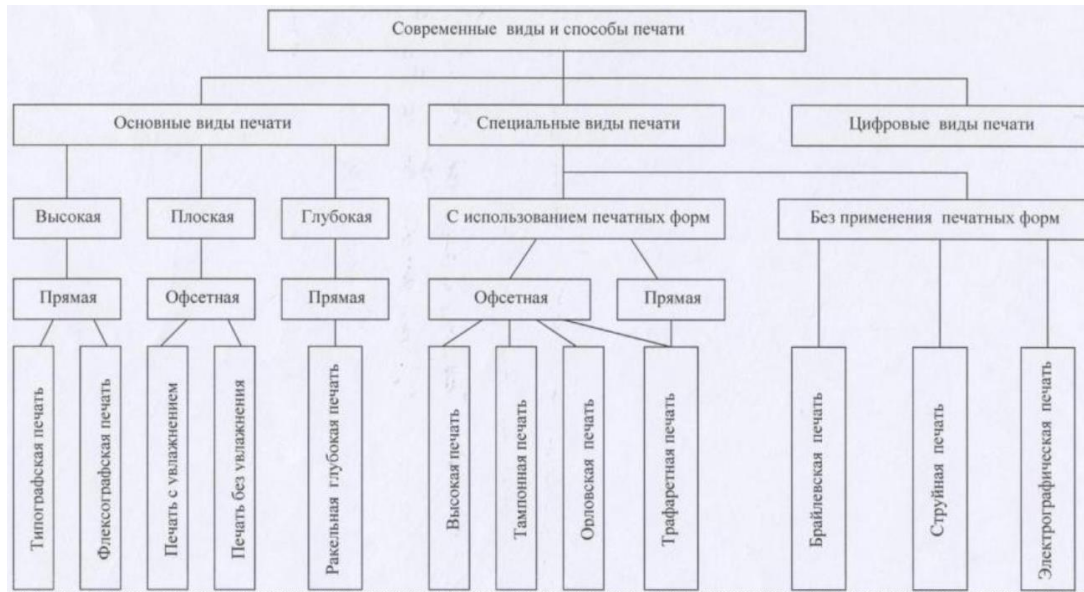 Современные виды и способы печати
Основные виды печати
Специальные виды печати
Цифровые виды печати
Высокая
Плоская
Глубокая
С использованием печатных форм
Без применения печатных форм
Прямая
Офсетная
Прямая
Офсетная
Прямая
Типографская печать
Флексографская печать
Печать с увлажнением
Печать без увлажнения
Ракельная глубокая печать
Высокая печать
Тампонная печать
Орловская печать
Трафаретная печать
Брайлевская печать
Струйная печать
Электрографическая печать